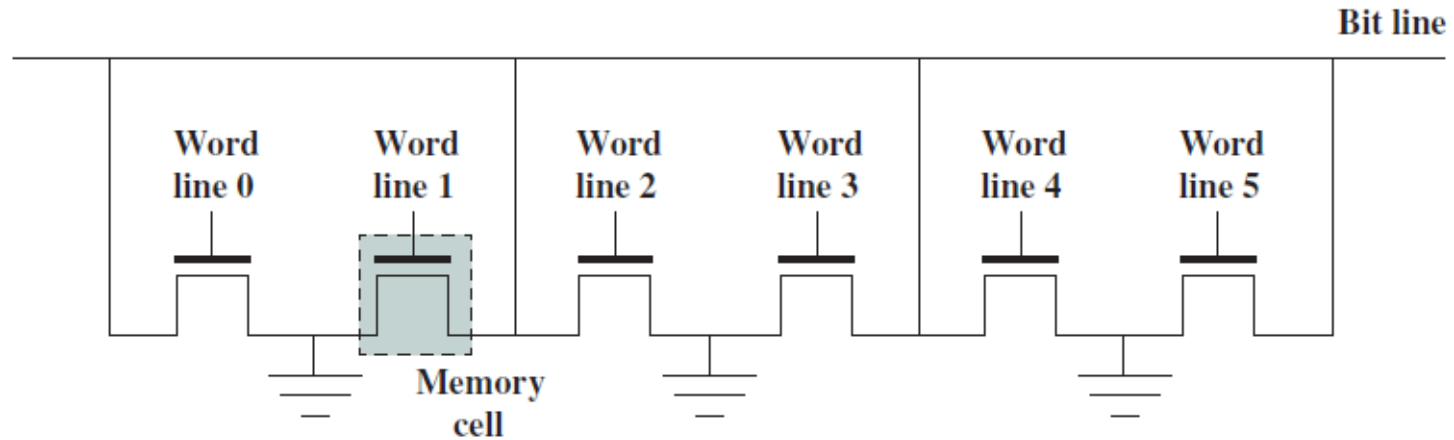 Bit line
Word
line 0
Word
line 1
Word
line 2
Word
line 3
Word
line 4
Word
line 5
Memory
cell